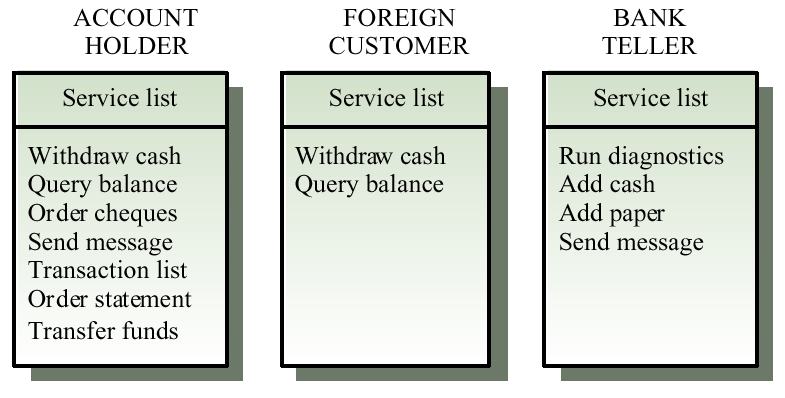 ACCOUNT
HOLDER
Service list
Withdraw cash
Query balance
Order cheques
Send message
Transaction list
Order statement
Transfer funds
FOREIGN
CUSTOMER
Service list
Withdraw cash
Query balance
BANK
TELLER
Service list
Run diagnostics
Add cash
Add paper
Send message